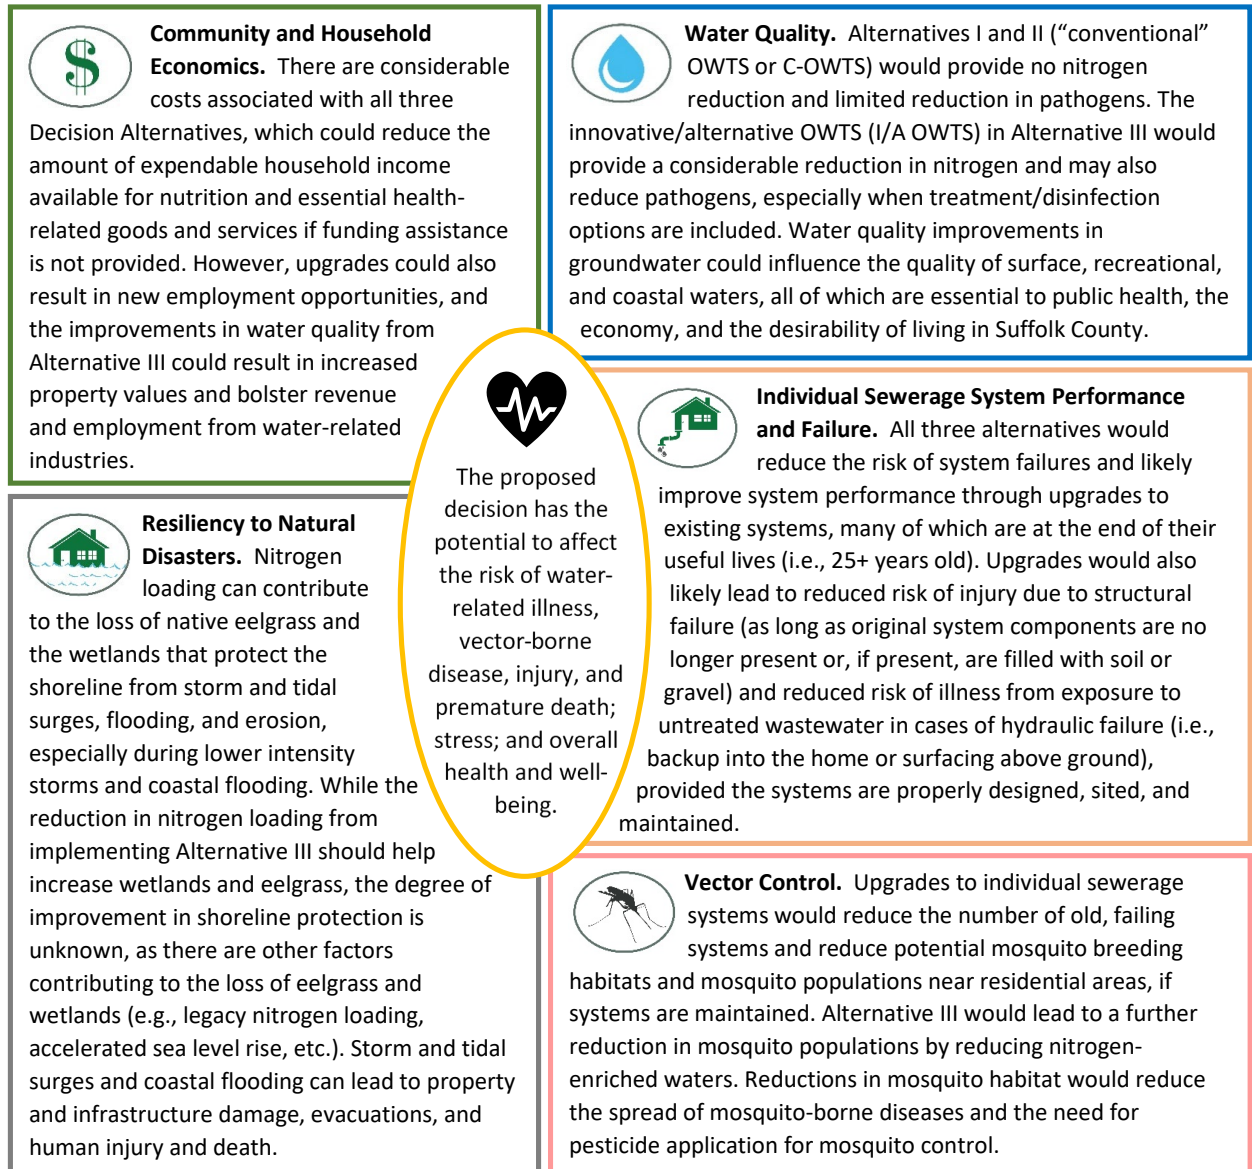 Community and Household
Economics.  There are considerable
costs associated with all three
Decision Alternatives, which could reduce the
amount of expendable household income
available for nutrition and essential health-
related goods and services if funding assistance
is not provided. However, upgrades could also
result in new employment opportunities, and
the improvements in water quality from
Alternative III could result in increased
property values and bolster revenue
and employment from water-related
industries.
Water Quality.  Alternatives I and II (“conventional”
OWTS or C-OWTS) would provide no nitrogen
reduction and limited reduction in pathogens. The
innovative/alternative OWTS (I/A OWTS) in Alternative III would
provide a considerable reduction in nitrogen and may also
reduce pathogens, especially when treatment/disinfection
options are included. Water quality improvements in
groundwater could influence the quality of surface, recreational,
and coastal waters, all of which are essential to public health, the
economy, and the desirability of living in Suffolk County.
The proposed
decision has the
potential to affect
the risk of water-
related illness,
vector-borne
disease, injury, and
premature death;
stress; and overall
health and well-
being.
Individual Sewerage System Performance
and Failure.  All three alternatives would
reduce the risk of system failures and likely
improve system performance through upgrades to
existing systems, many of which are at the end of their
useful lives (i.e., 25+ years old). Upgrades would also
likely lead to reduced risk of injury due to structural
failure (as long as original system components are no
longer present or, if present, are filled with soil or
gravel) and reduced risk of illness from exposure to
untreated wastewater in cases of hydraulic failure (i.e.,
backup into the home or surfacing above ground),
provided the systems are properly designed, sited, and
maintained.
Resiliency to Natural
Disasters.  Nitrogen
loading can contribute
to the loss of native eelgrass and
the wetlands that protect the
shoreline from storm and tidal
surges, flooding, and erosion,
especially during lower intensity
storms and coastal flooding. While the
reduction in nitrogen loading from
implementing Alternative III should help
increase wetlands and eelgrass, the degree of
improvement in shoreline protection is
unknown, as there are other factors
contributing to the loss of eelgrass and
wetlands (e.g., legacy nitrogen loading,
accelerated sea level rise, etc.). Storm and tidal
surges and coastal flooding can lead to property
and infrastructure damage, evacuations, and
human injury and death.
Vector Control.  Upgrades to individual sewerage
systems would reduce the number of old, failing
systems and reduce potential mosquito breeding
habitats and mosquito populations near residential areas, if
systems are maintained. Alternative III would lead to a further
reduction in mosquito populations by reducing nitrogen-
enriched waters. Reductions in mosquito habitat would reduce
the spread of mosquito-borne diseases and the need for
pesticide application for mosquito control.